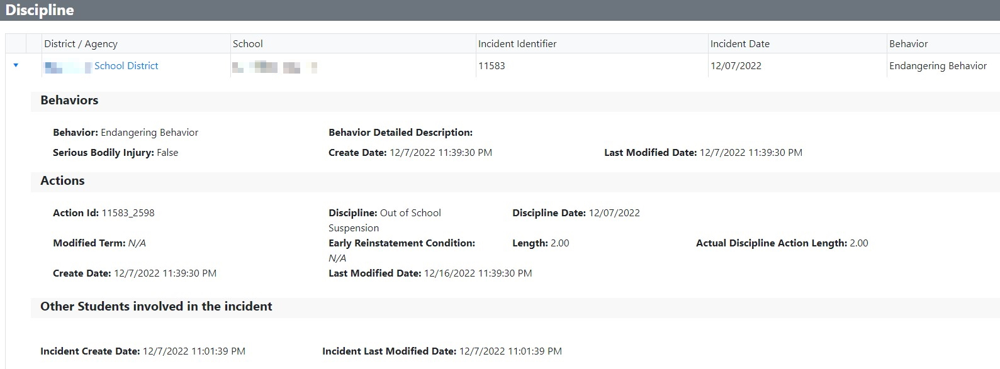 Discipline
District / Agency School Incident Identifier Incident Date Behavior
School District 11583 12/07/2022 Endangering Behavior
Behaviors
Behavior: Endangering Behavior Behavior Detailed Description:
Serious Bodily Injury: False Create Date: 12/7/2022 11:39:30 PM Last Modified Date: 12/7/2022 11:39:30 PM
Actions
Action Id: 11583_2598 Discipline: Out of School Discipline Date: 12/07/2022
Suspension
Modified Term: N/A Early Reinstatement Condition: Length: 2.00 Actual Discipline Action Length: 2.00
N/A
Create Date: 12/7/2022 11:39:30 PM Last Modified Date: 12/16/2022 11:39:30 PM
Other Students involved in the incident
Incident Create Date: 12/7/2022 11:01:39 PM Incident Last Modified Date: 12/7/2022 11:01:39 PM